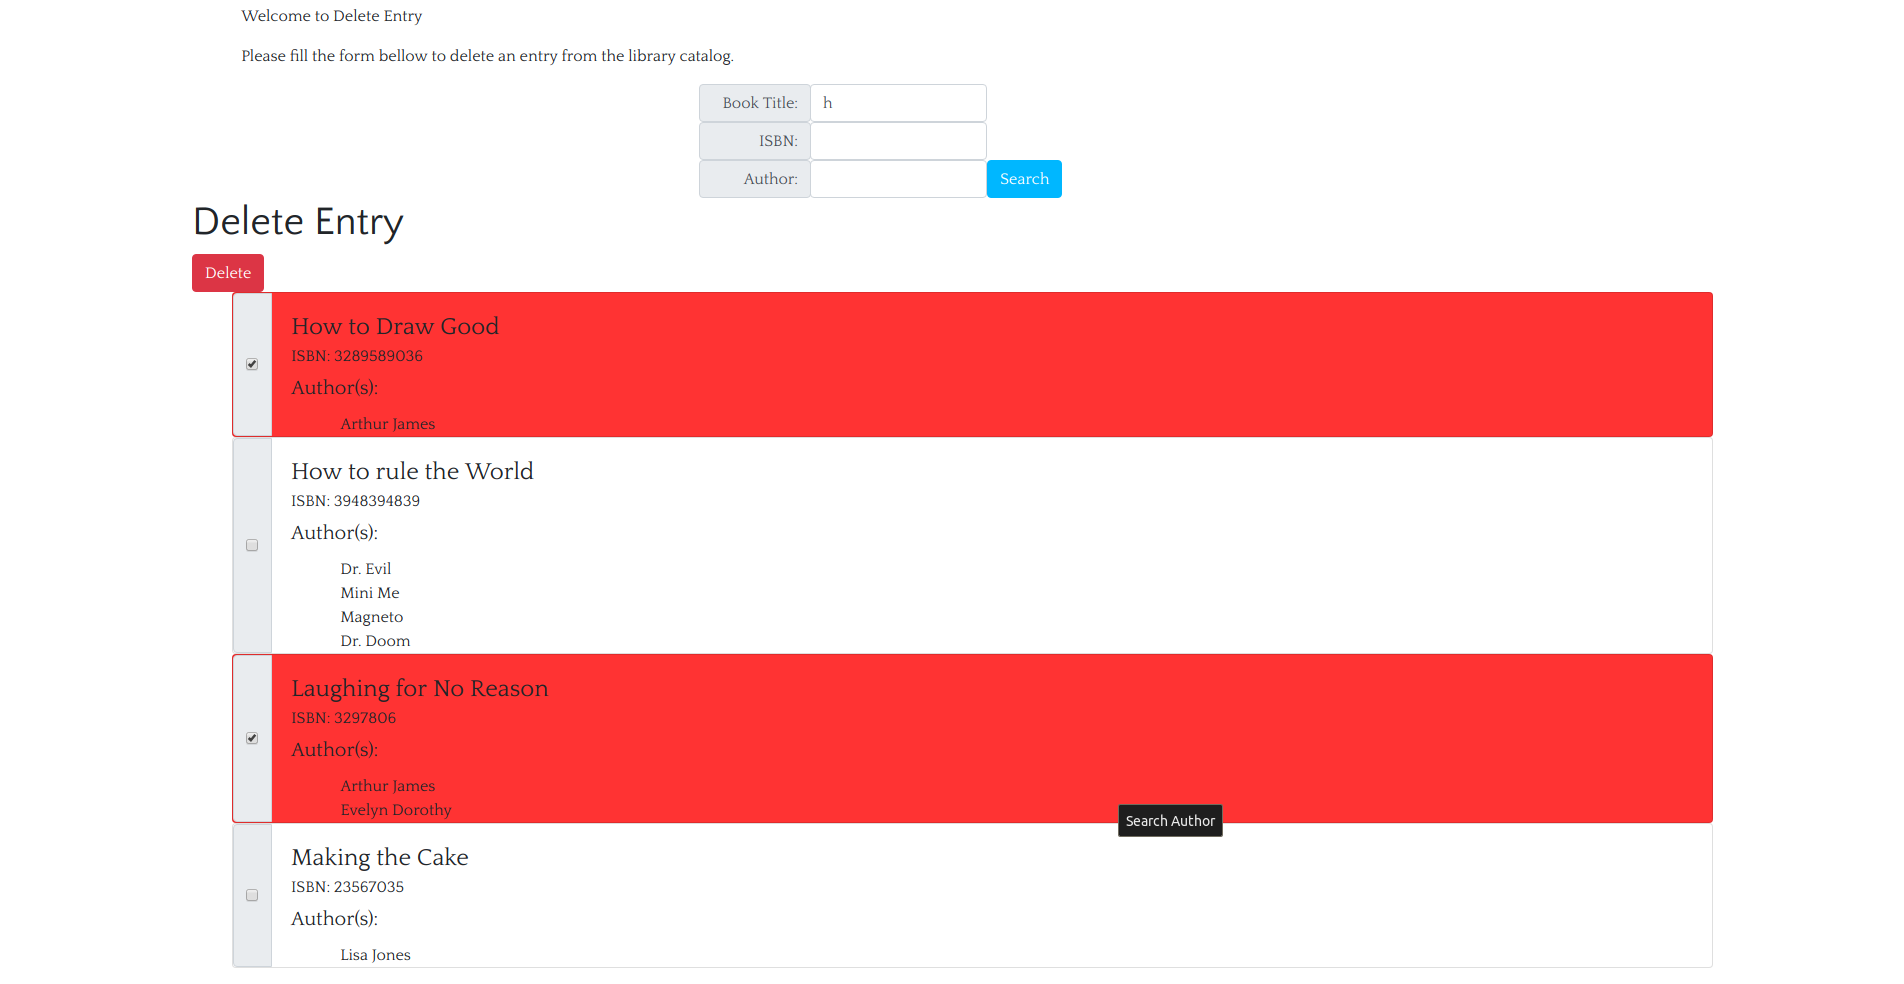 Welcome to Delete Entry
Please fill the form bellow to delete an entry from the library catalog.
Book Title: h
ISBN:
Author: Search
Delete Entry
Delete
How to Draw Good
ISBN: 3289589036
Author(s):
Arthur James
How to rule the World
ISBN: 3948394839
Author(s):
Dr. Evil
Mini Me
Magneto
Dr. Doom
Laughing for No Reason
ISBN: 3297806
Author(s):
Arthur James
Evelyn Dorothy
Search Author
Making the Cake
ISBN: 23567035
Author(s):
Lisa Jones